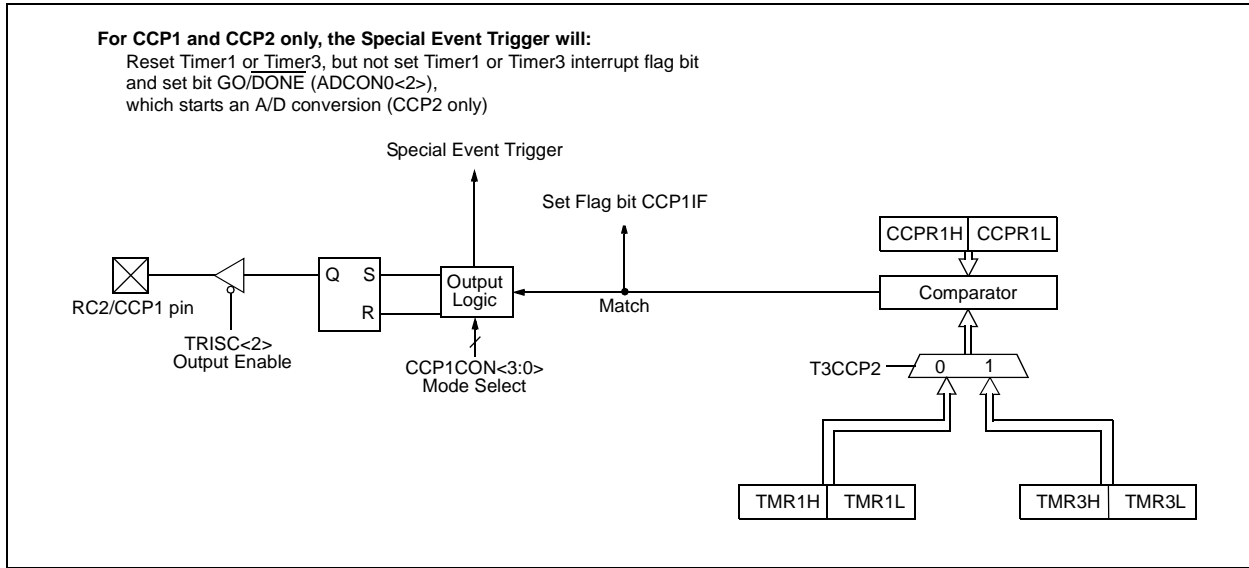 For CCP1 and CCP2 only, the Special Event Trigger will:
Reset Timer1 or Timer3, but not set Timer1 or Timer3 interrupt flag bit
and set bit GO/DONE (ADCON0<2>),
which starts an A/D conversion (CCP2 only)
Special Event Trigger
Set Flag bit CCP1IF
CCPR1H CCPR1L
Q S
R
Output
Logic
Comparator
RC2/CCP1 pin
Match
TRISC<2>
Output Enable
CCP1CON<3:0>
Mode Select
T3CCP2
0 1
TMR1H TMR1L
TMR3H TMR3L